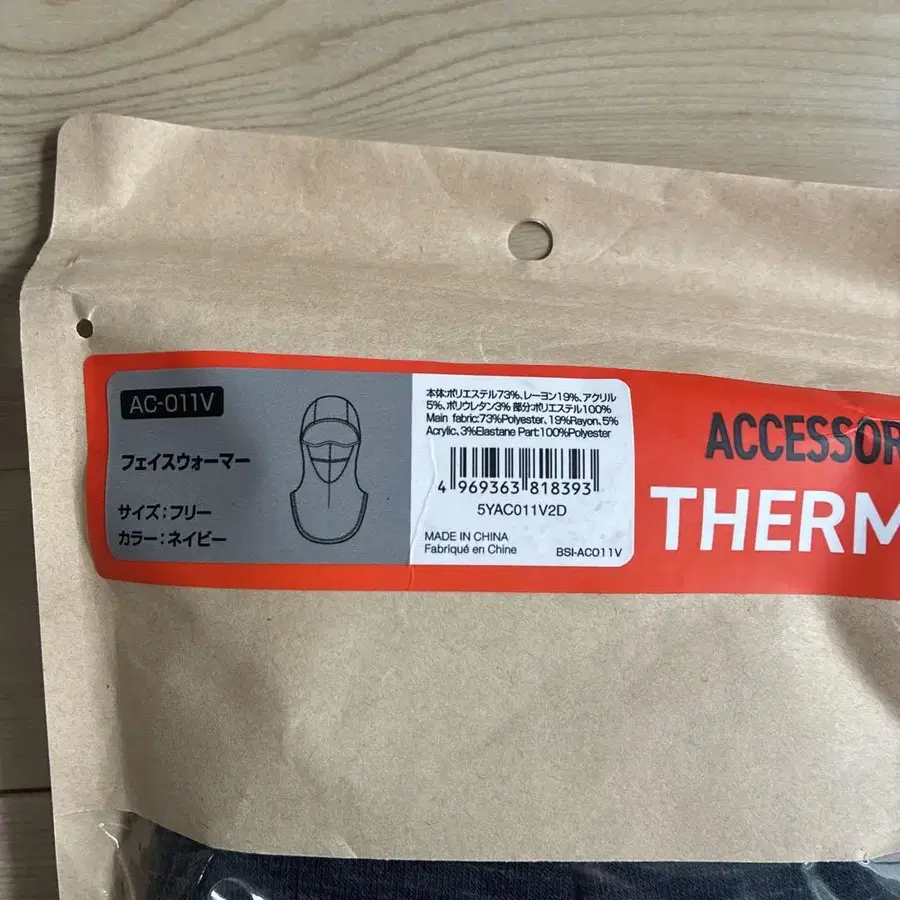 AC-011V
フェイスウォーマー
サイズ：フリー
カラー：ネイビー
本体:ポリエステル73%、レーヨン19%、アクリル
5%、ポリウレタン3% 部分:ポリエステル100%
Main fabric:73%Polyester、19%Rayon、5%
Acrylic、3%Elastane Part:100%Polyester
4 969363 818393
5YAC011V2D
MADE IN CHINA
Fabriqué en Chine
BSI-AC011V
ACCESSOR
THERM